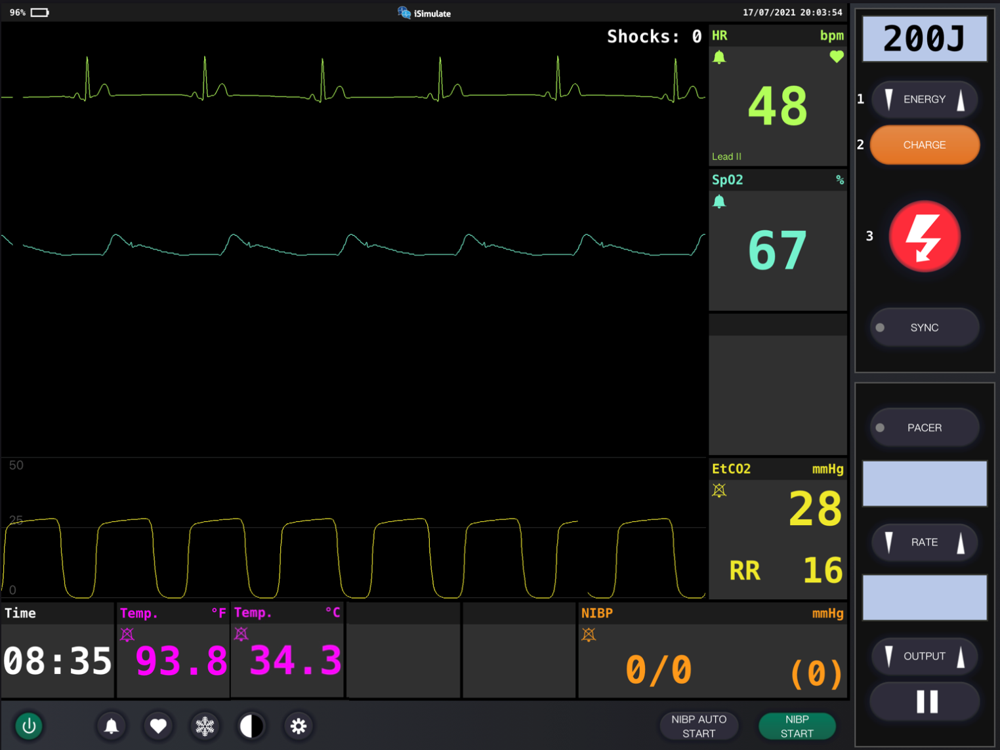 96%
iSimulate
17/07/2021 20:03:54
Shocks: 0
HR bpm
48
Lead II
SpO2 %
67
50
25
0
EtCO2 mmHg
28
RR 16
Time
08:35
Temp. °F
93.8
Temp. °C
34.3
NIBP mmHg
0/0 (0)
NIBP AUTO
START
NIBP
START
200J
1 ENERGY
2 CHARGE
3
SYNC
PACER
RATE
OUTPUT